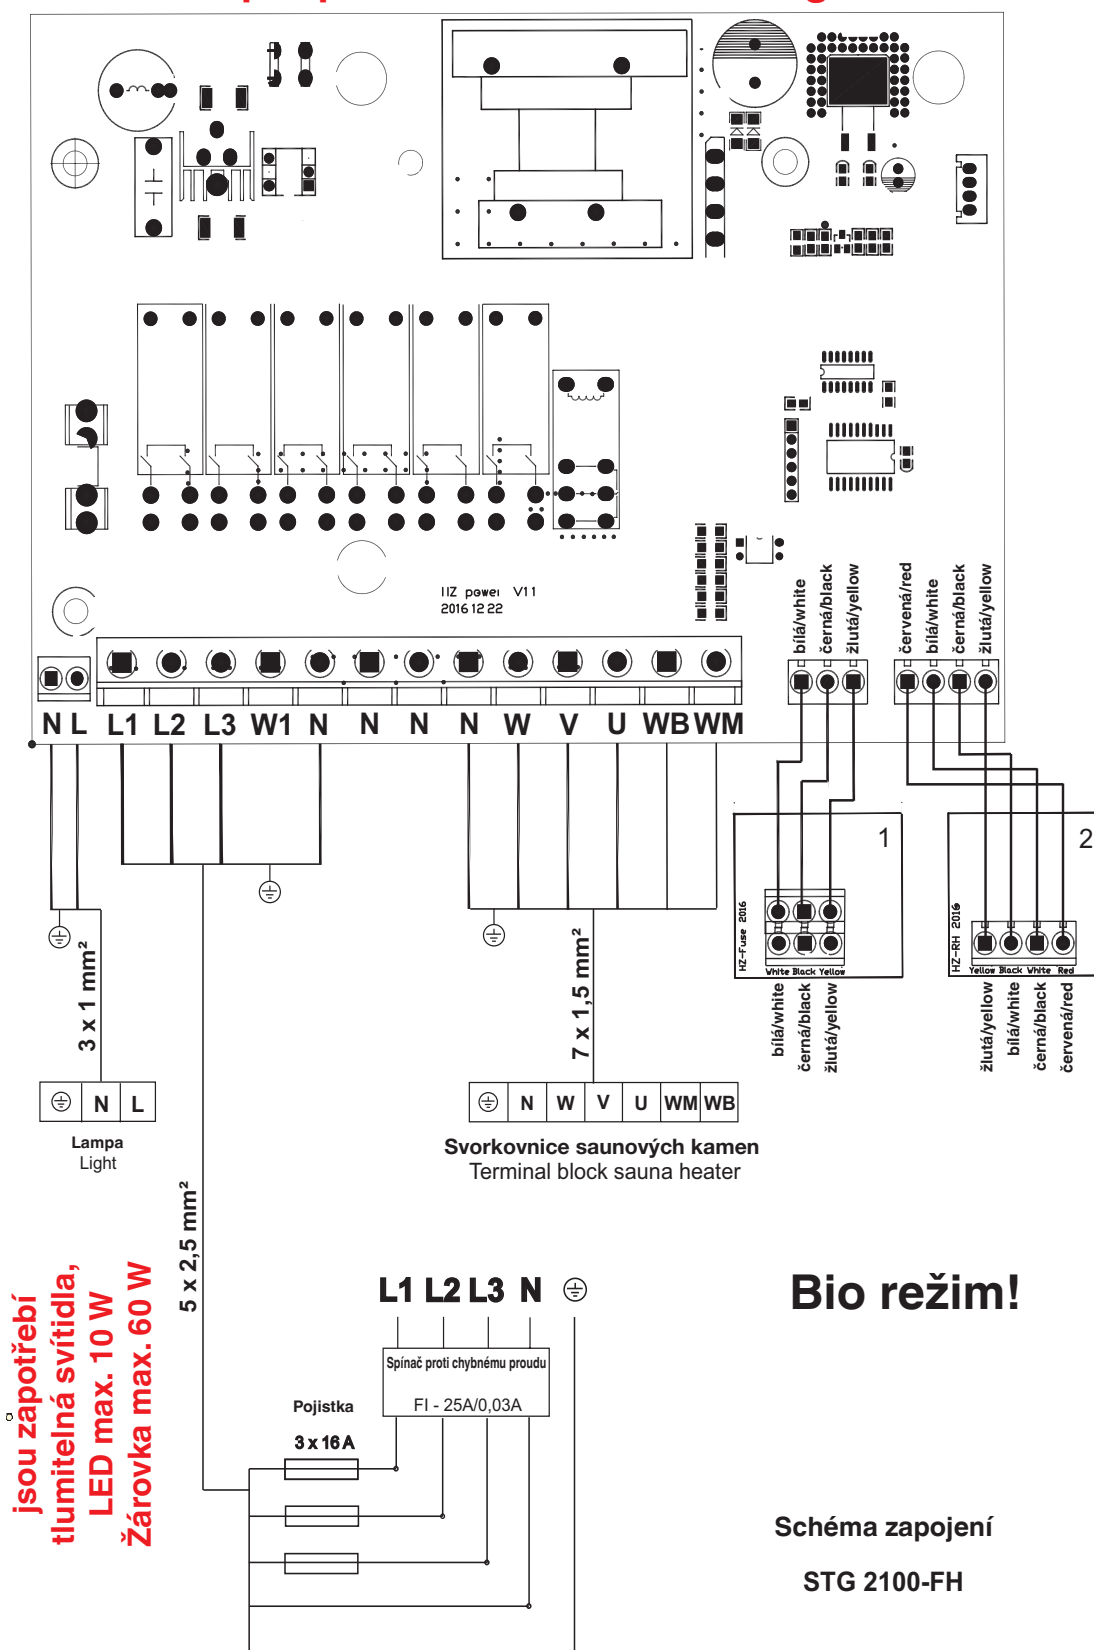 IIZ power V11
2016 12 22
bílá/white
černá/black
žlutá/yellow
červená/red
bílá/white
černá/black
žlutá/yellow
N L L1 L2 L3 W1 N N N N W V U WB WM
1
HZ-Fuse 2016
White Black Yellow
bílá/white
černá/black
žlutá/yellow
2
HZ-RH 2016
Yellow Black White Red
žlutá/yellow
bílá/white
černá/black
červená/red
3 x 1 mm²
7 x 1,5 mm²
N L
Lampa
Light
N W V U WM WB
Svorkovnice saunových kamen
Terminal block sauna heater
5 x 2,5 mm²
jsou zapotřebí
tlumitelná svítidla,
LED max. 10 W
Žárovka max. 60 W
L1 L2 L3 N
Spínač proti chybnému proudu
FI - 25A/0,03A
Pojistka
3 x 16 A
Bio režim!
Schéma zapojení
STG 2100-FH